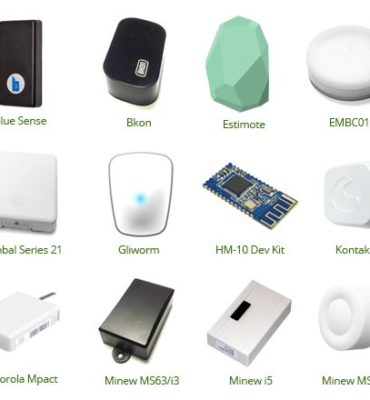 lue Sense
Bkon
Estimote
EMBC01
nbal Series 21
Gliworm
HM-10 Dev Kit
Kontak
orola Mpact
Minew MS63/i3
Minew i5
Minew MS